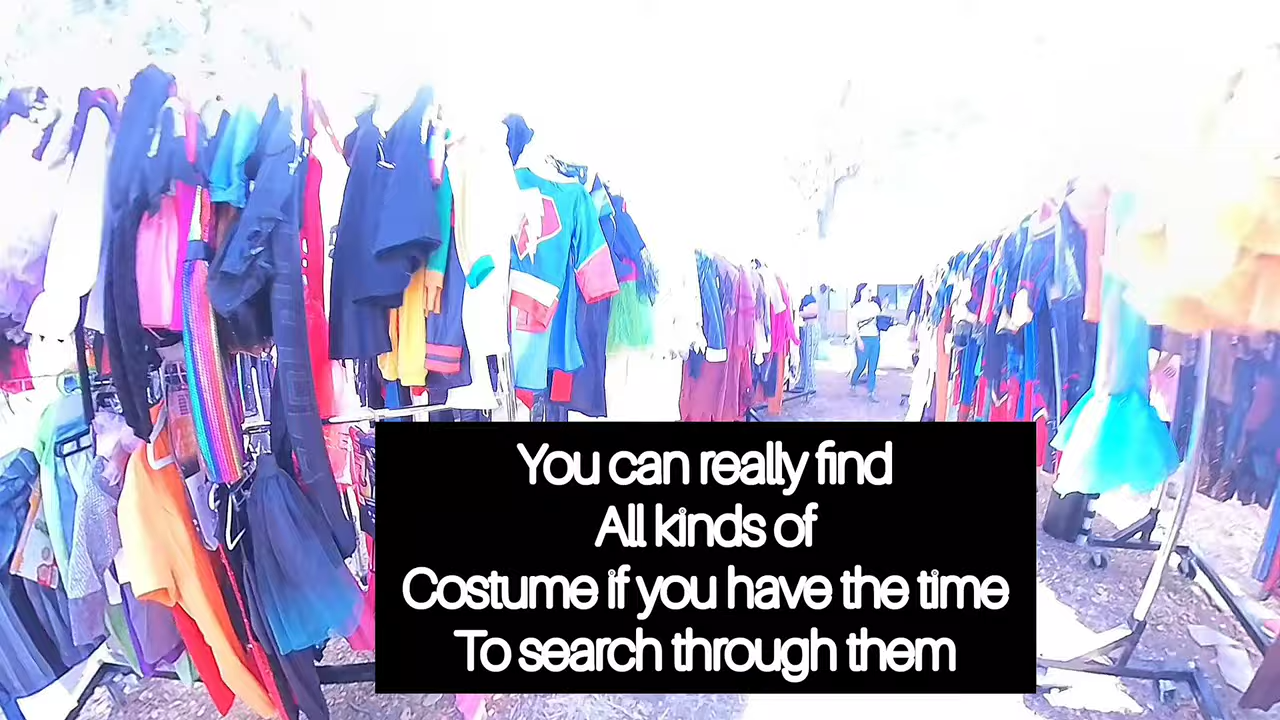 You can really find
All kinds of
Costume if you have the time
To search through them